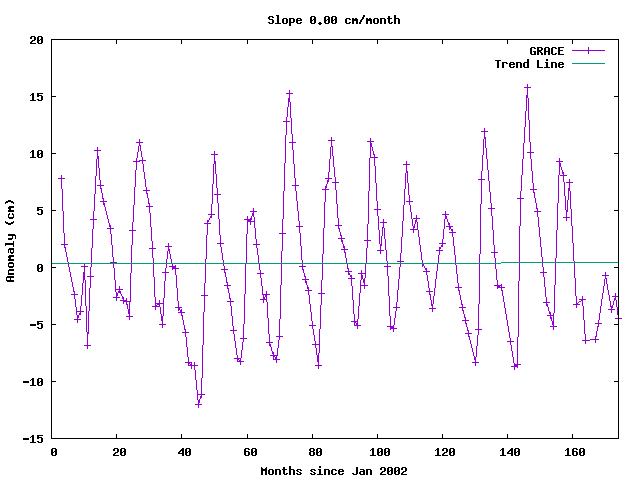 Slope 0.00 cm/month
GRACE
Trend Line
20
15
10
5
0
-5
-10
-15
Anomaly (cm)
0 20 40 60 80 100 120 140 160
Months since Jan 2002